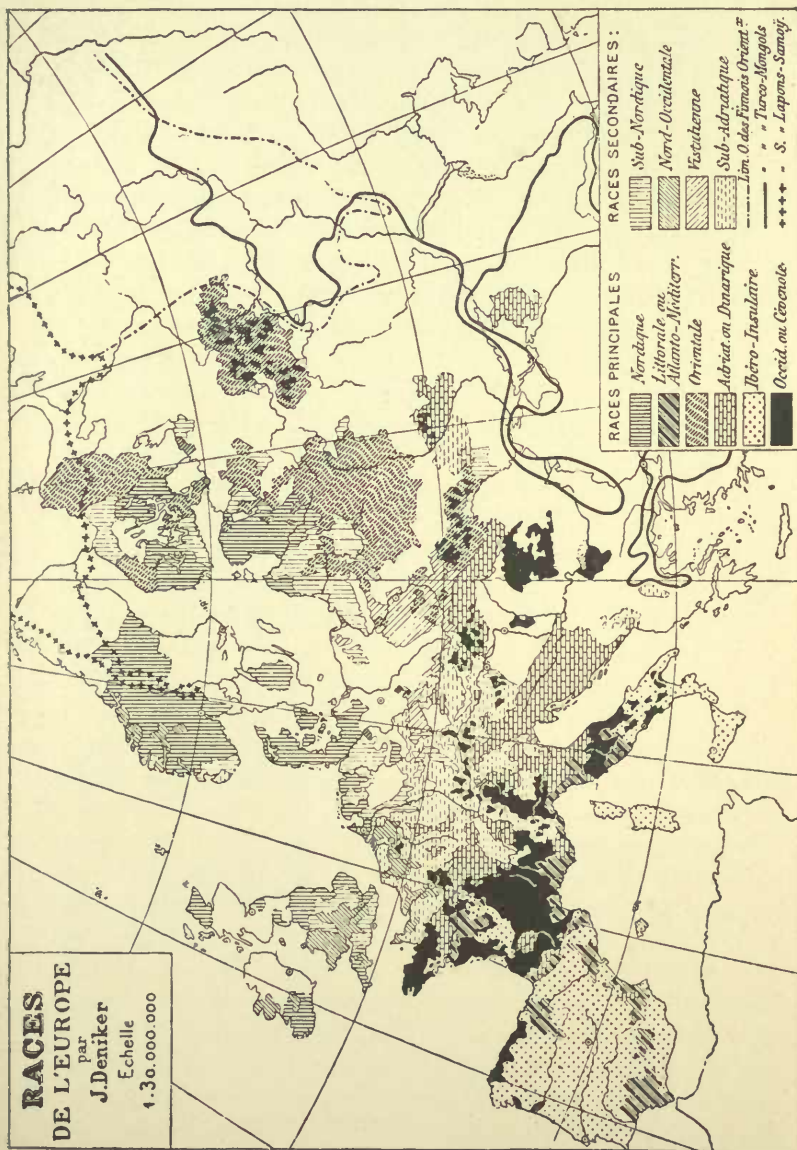 RACES
DE L'EUROPE
par
J.Deniker
Echelle
1.30.000.000
RACES PRINCIPALES
Nordique
Littorale ou
Atlanto-Méditerr.
Orientale
Adriat. ou Dinarique
Ibéro-Insulaire
Occid. ou Cévenole
RACES SECONDAIRES:
Sub-Nordique
Nord-Occidentale
Vistulienne
Sub-Adriatique
Lim. O. des Finnois Orient.x
" " Turco-Mongols
" S. " Lapons-Samoÿ.